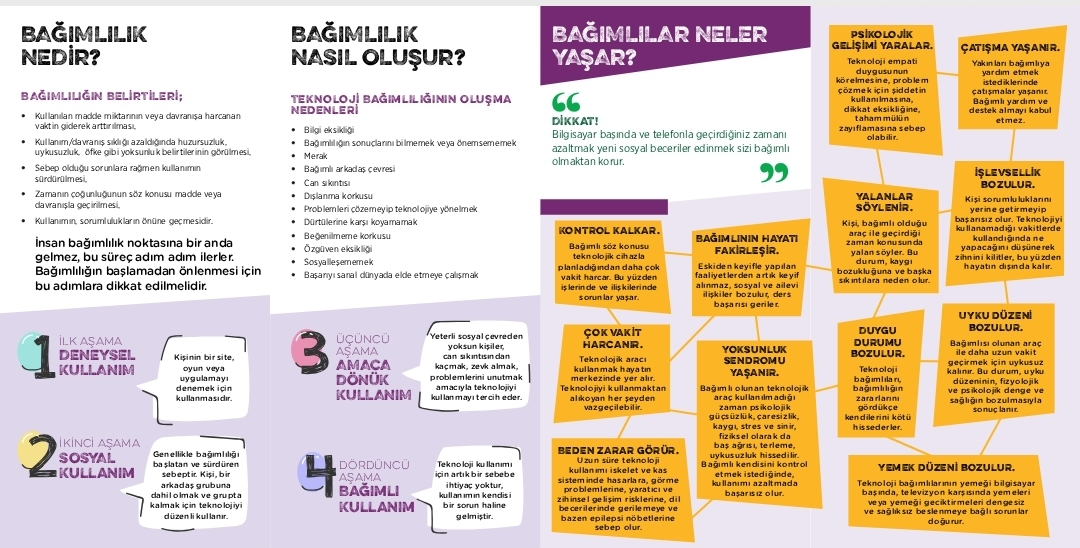 BAĞIMLILIK
NEDİR?
BAĞIMLILIĞIN BELİRTİLERİ;
• Kullanılan madde miktarının veya davranışa harcanan
vaktin giderek arttırılması,
• Kullanım/davranış sıklığı azaldığında huzursuzluk,
uykusuzluk, öfke gibi yoksunluk belirtilerinin görülmesi,
• Sebep olduğu sorunlara rağmen kullanımın
sürdürülmesi,
• Zamanın çoğunluğunun söz konusu madde veya
davranışla geçirilmesi,
• Kullanımın, sorumlulukların önüne geçmesidir.
İnsan bağımlılık noktasına bir anda
gelmez, bu süreç adım adım ilerler.
Bağımlılığın başlamadan önlenmesi için
bu adımlara dikkat edilmelidir.
1
İLK AŞAMA
DENEYSEL
KULLANIM
Kişinin bir site,
oyun veya
uygulamayı
denemek için
kullanmasıdır.
2
İKİNCİ AŞAMA
SOSYAL
KULLANIM
Genellikle bağımlılığı
başlatan ve sürdüren
sebeptir. Kişi, bir
arkadaş grubuna
dahil olmak ve grupta
kalmak için teknolojiyi
düzenli kullanır.
BAĞIMLILIK
NASIL OLUŞUR?
TEKNOLOJİ BAĞIMLILIĞININ OLUŞMA
NEDENLERİ
• Bilgi eksikliği
• Bağımlılığın sonuçlarını bilmemek veya önemsememek
• Merak
• Bağımlı arkadaş çevresi
• Can sıkıntısı
• Dışlanma korkusu
• Problemleri çözemeyip teknolojiye yönelmek
• Dürtülerine karşı koyamamak
• Beğenilmeme korkusu
• Özgüven eksikliği
• Sosyalleşememek
• Başarıyı sanal dünyada elde etmeye çalışmak
3
ÜÇÜNCÜ
AŞAMA
AMACA
DÖNÜK
KULLANIM
Yeterli sosyal çevreden
yoksun kişiler,
can sıkıntısından
kaçmak, zevk almak,
problemlerini unutmak
amacıyla teknolojiyi
kullanmayı tercih eder.
4
DÖRDÜNCÜ
AŞAMA
BAĞIMLI
KULLANIM
Teknoloji kullanımı
için artık bir sebebe
ihtiyaç yoktur,
kullanımın kendisi
bir sorun haline
gelmiştir.
BAĞIMLILAR NELER
YAŞAR?
“
DİKKAT!
Bilgisayar başında ve telefonla geçirdiğiniz zamanı
azaltmak yeni sosyal beceriler edinmek sizi bağımlı
olmaktan korur.
”
KONTROL KALKAR.
Bağımlı söz konusu
teknolojik cihazla
planladığından daha çok
vakit harcar. Bu yüzden
işlerinde ve ilişkilerinde
sorunlar yaşar.
BAĞIMLININ HAYATI
FAKİRLEŞİR.
Eskiden keyifle yapılan
faaliyetlerden artık keyif
alınmaz, sosyal ve ailevi
ilişkiler bozulur, ders
başarısı geriler.
ÇOK VAKİT
HARCANIR.
Teknolojik aracı
kullanmak hayatın
merkezinde yer alır.
Teknolojiyi kullanmaktan
alıkoyan her şeyden
vazgeçilebilir.
YOKSUNLUK
SENDROMU
YAŞANIR.
Bağımlı olunan teknolojik
araç kullanılmadığı
zaman psikolojik
güçsüzlük, çaresizlik,
kaygı, stres ve sinir,
fiziksel olarak da
baş ağrısı, terleme,
uykusuzluk hissedilir.
Bağımlı kendisini kontrol
etmek istediğinde,
kullanımı azaltmada
başarısız olur.
BEDEN ZARAR GÖRÜR.
Uzun süre teknoloji
kullanımı iskelet ve kas
sisteminde hasarlara, görme
problemlerine, yaratıcı ve
zihinsel gelişim risklerine, dil
becerilerinde gerilemeye ve
bazen epilepsi nöbetlerine
sebep olur.
PSİKOLOJİK
GELİŞİMİ YARALAR.
Teknoloji empati
duygusunun
körelmesine, problem
çözmek için şiddetin
kullanılmasına,
dikkat eksikliğine,
tahammülün
zayıflamasına sebep
olabilir.
ÇATIŞMA YAŞANIR.
Yakınları bağımlıya
yardım etmek
istediklerinde
çatışmalar yaşanır.
Bağımlı yardım ve
destek almayı kabul
etmez.
YALANLAR
SÖYLENİR.
Kişi, bağımlı olduğu
araç ile geçirdiği
zaman konusunda
yalan söyler. Bu
durum, kaygı
bozukluğuna ve başka
sıkıntılara neden olur.
İŞLEVSELLİK
BOZULUR.
Kişi sorumluluklarını
yerine getirmeyip
başarısız olur. Teknolojiyi
kullanamadığı vakitlerde
kullandığında ne
yapacağını düşünerek
zihnini kilitler, bu yüzden
hayatın dışında kalır.
DUYGU
DURUMU
BOZULUR.
Teknoloji
bağımlıları,
bağımlılığın
zararlarını
gördükçe
kendilerini kötü
hissederler.
UYKU DÜZENİ
BOZULUR.
Bağımlısı olunan araç
ile daha uzun vakit
geçirmek için uykusuz
kalınır. Bu durum, uyku
düzeninin, fizyolojik
ve psikolojik denge ve
sağlığın bozulmasıyla
sonuçlanır.
YEMEK DÜZENİ BOZULUR.
Teknoloji bağımlılarının yemeği bilgisayar
başında, televizyon karşısında yemeleri
veya yemeği geciktirmeleri dengesiz
ve sağlıksız beslenmeye bağlı sorunlar
doğurur.